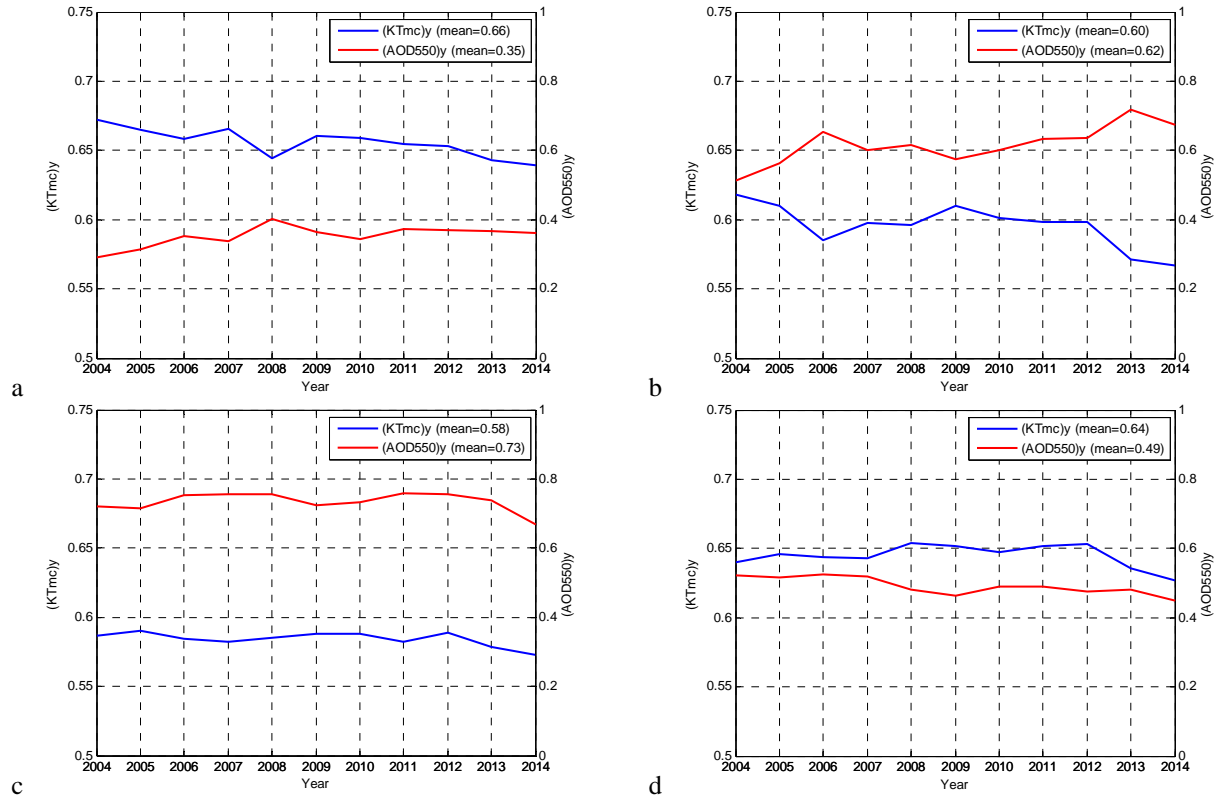 0.75
0.7
0.65
0.6
0.55
0.5
(KTmc)y
1
0.8
0.6
0.4
0.2
0
(AOD550)y
(KTmc)y (mean=0.66)
(AOD550)y (mean=0.35)
2004 2005 2006 2007 2008 2009 2010 2011 2012 2013 2014
Year
a
0.75
0.7
0.65
0.6
0.55
0.5
(KTmc)y
1
0.8
0.6
0.4
0.2
0
(AOD550)y
(KTmc)y (mean=0.60)
(AOD550)y (mean=0.62)
2004 2005 2006 2007 2008 2009 2010 2011 2012 2013 2014
Year
b
0.75
0.7
0.65
0.6
0.55
0.5
(KTmc)y
1
0.8
0.6
0.4
0.2
0
(AOD550)y
(KTmc)y (mean=0.58)
(AOD550)y (mean=0.73)
2004 2005 2006 2007 2008 2009 2010 2011 2012 2013 2014
Year
c
0.75
0.7
0.65
0.6
0.55
0.5
(KTmc)y
1
0.8
0.6
0.4
0.2
0
(AOD550)y
(KTmc)y (mean=0.64)
(AOD550)y (mean=0.49)
2004 2005 2006 2007 2008 2009 2010 2011 2012 2013 2014
Year
d